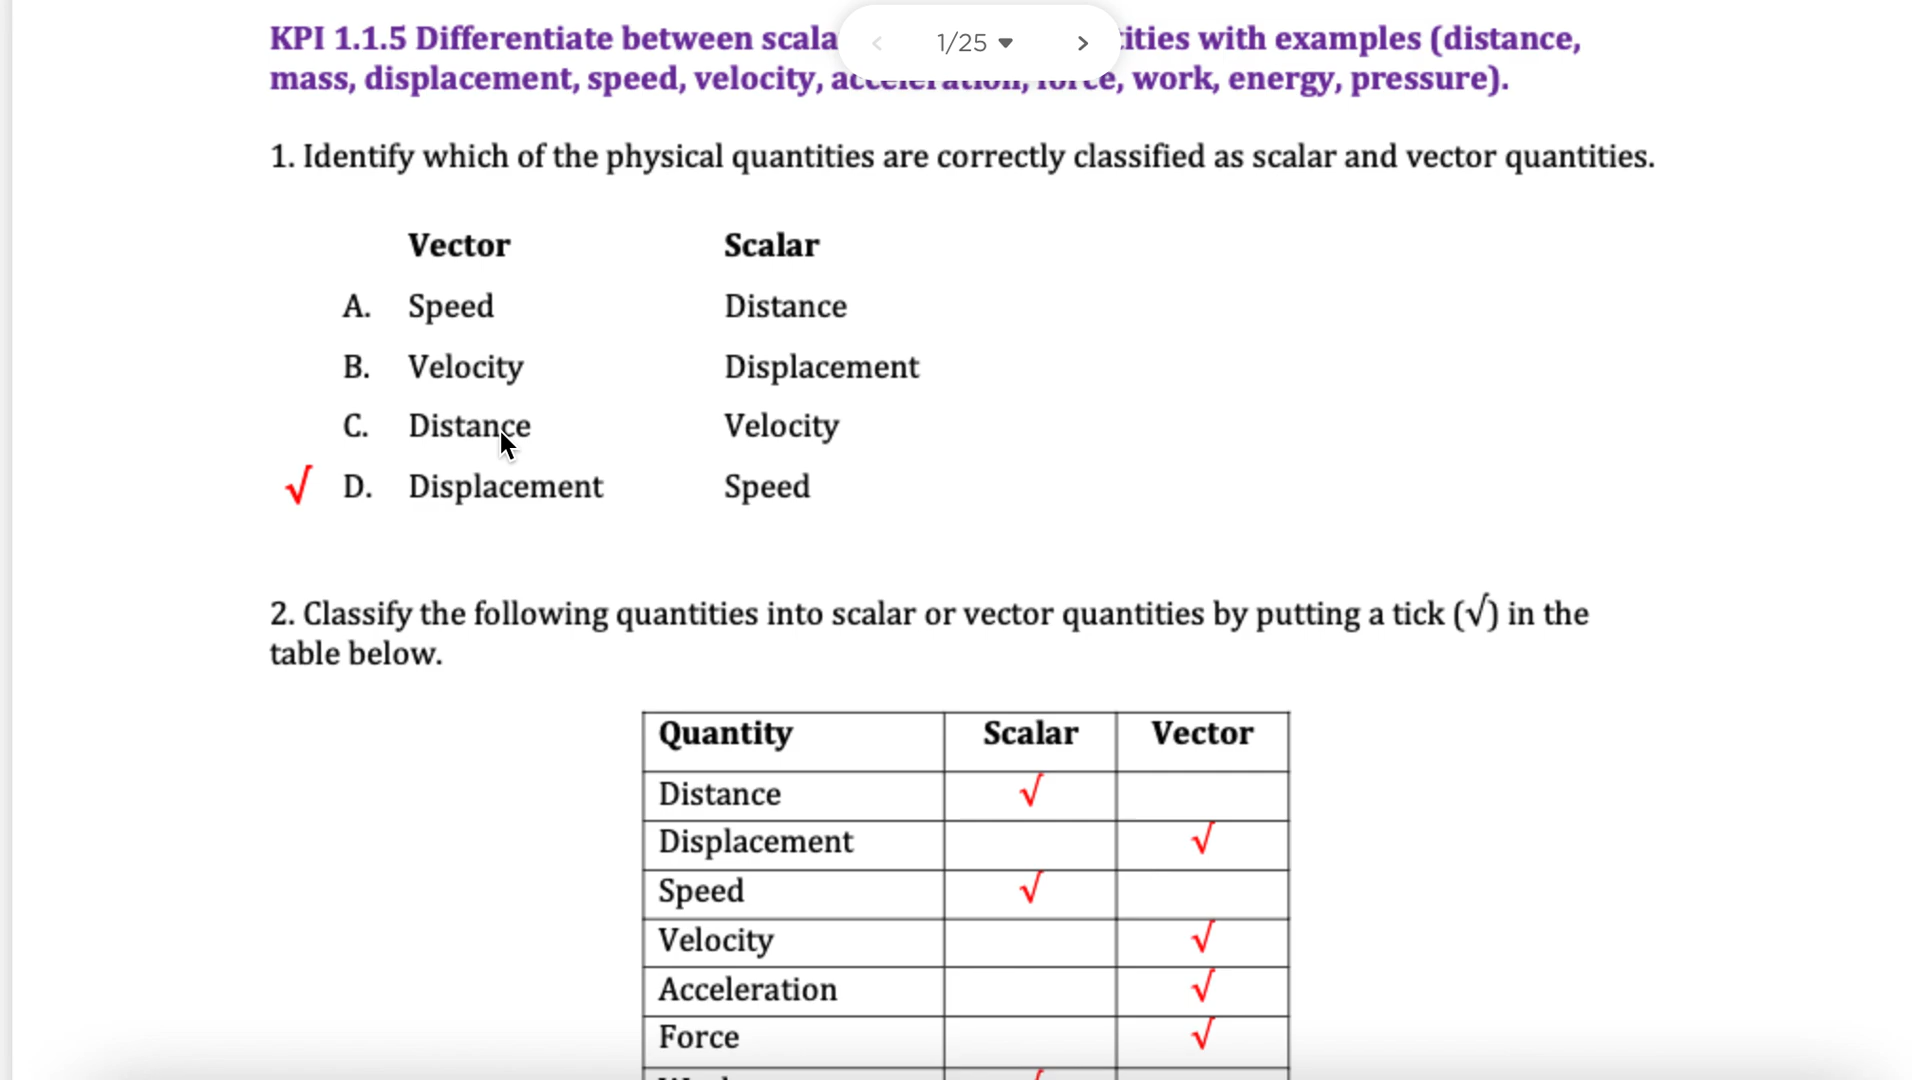 KPI 1.1.5 Differentiate between scala
1/25
ities with examples (distance,
mass, displacement, speed, velocity, acceleration, force, work, energy, pressure).
1. Identify which of the physical quantities are correctly classified as scalar and vector quantities.
Vector Scalar
A. Speed Distance
B. Velocity Displacement
C. Distance Velocity
√ D. Displacement Speed
2. Classify the following quantities into scalar or vector quantities by putting a tick (√) in the
table below.
Quantity Scalar Vector
Distance √
Displacement √
Speed √
Velocity √
Acceleration √
Force √